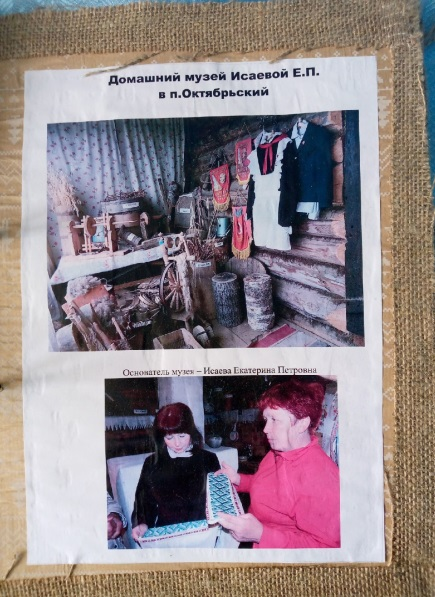 Домашний музей Исаевой Е.П.
в п.Октябрьский
Основатель музея – Исаева Екатерина Петровна